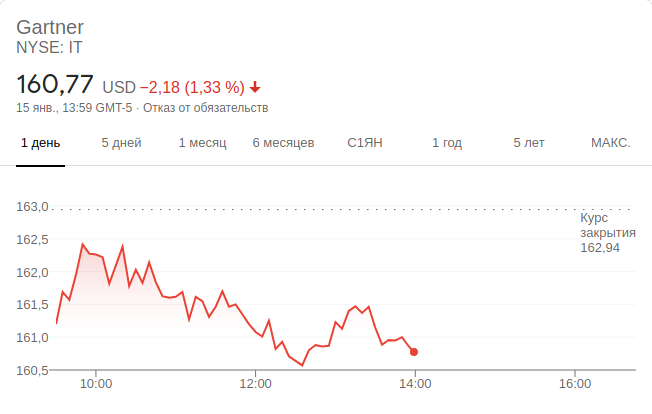 Gartner
NYSE: IT
160,77 USD −2,18 (1,33 %)
15 янв., 13:59 GMT-5 · Отказ от обязательств
1 день 5 дней 1 месяц 6 месяцев С1ЯН 1 год 5 лет МАКС.
163,0
Курс
закрытия
162,94
162,5
162,0
161,5
161,0
160,5
10:00 12:00 14:00 16:00